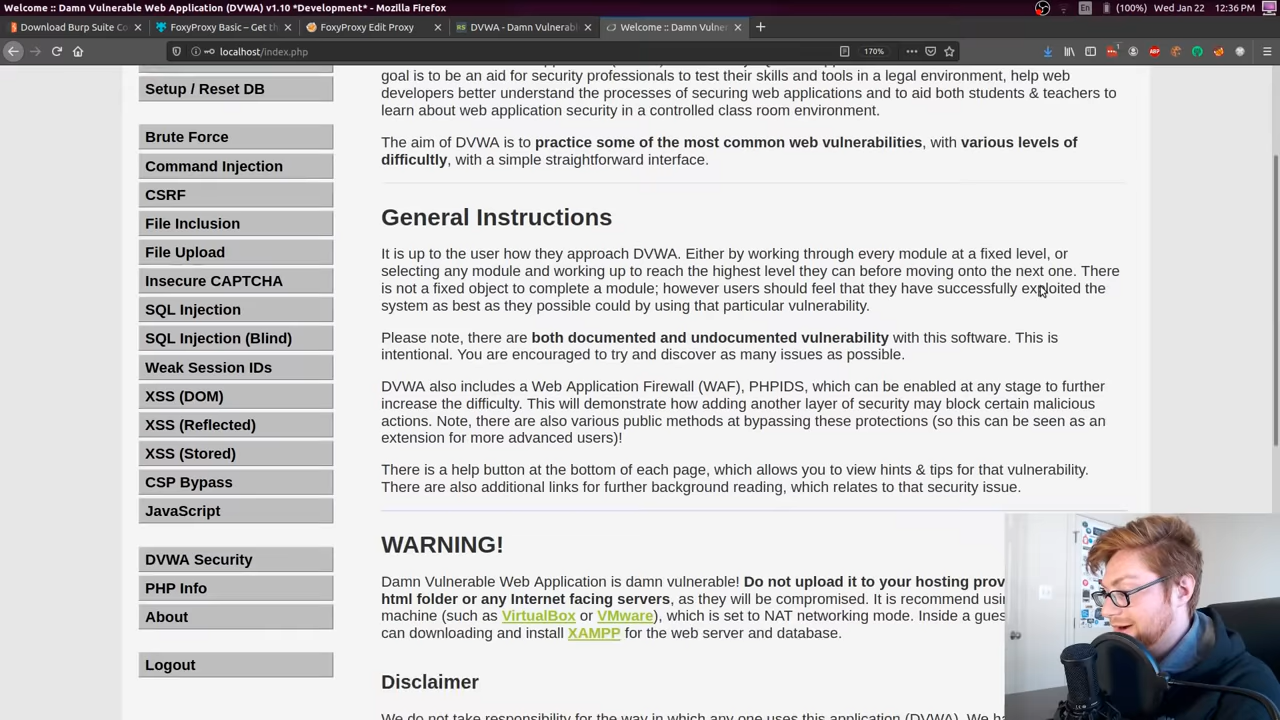 Welcome :: Damn Vulnerable Web Application (DVWA) v1.10 *Development* - Mozilla Firefox
En (100%) Wed Jan 22 12:36 PM
Download Burp Suite Co
FoxyProxy Basic – Get th
FoxyProxy Edit Proxy
DVWA - Damn Vulnerabl
Welcome :: Damn Vulner
localhost/index.php
170%
goal is to be an aid for security professionals to test their skills and tools in a legal environment, help web
developers better understand the processes of securing web applications and to aid both students & teachers to
learn about web application security in a controlled class room environment.
The aim of DVWA is to practice some of the most common web vulnerabilities, with various levels of
difficultly, with a simple straightforward interface.
General Instructions
It is up to the user how they approach DVWA. Either by working through every module at a fixed level, or
selecting any module and working up to reach the highest level they can before moving onto the next one. There
is not a fixed object to complete a module; however users should feel that they have successfully exploited the
system as best as they possible could by using that particular vulnerability.
Please note, there are both documented and undocumented vulnerability with this software. This is
intentional. You are encouraged to try and discover as many issues as possible.
DVWA also includes a Web Application Firewall (WAF), PHPIDS, which can be enabled at any stage to further
increase the difficulty. This will demonstrate how adding another layer of security may block certain malicious
actions. Note, there are also various public methods at bypassing these protections (so this can be seen as an
extension for more advanced users)!
There is a help button at the bottom of each page, which allows you to view hints & tips for that vulnerability.
There are also additional links for further background reading, which relates to that security issue.
WARNING!
Damn Vulnerable Web Application is damn vulnerable! Do not upload it to your hosting prov
html folder or any Internet facing servers, as they will be compromised. It is recommend usi
machine (such as VirtualBox or VMware), which is set to NAT networking mode. Inside a gues
can downloading and install XAMPP for the web server and database.
Disclaimer
We do not take responsibility for the way in which any one uses this application (DVWA). We ha
Setup / Reset DB
Brute Force
Command Injection
CSRF
File Inclusion
File Upload
Insecure CAPTCHA
SQL Injection
SQL Injection (Blind)
Weak Session IDs
XSS (DOM)
XSS (Reflected)
XSS (Stored)
CSP Bypass
JavaScript
DVWA Security
PHP Info
About
Logout